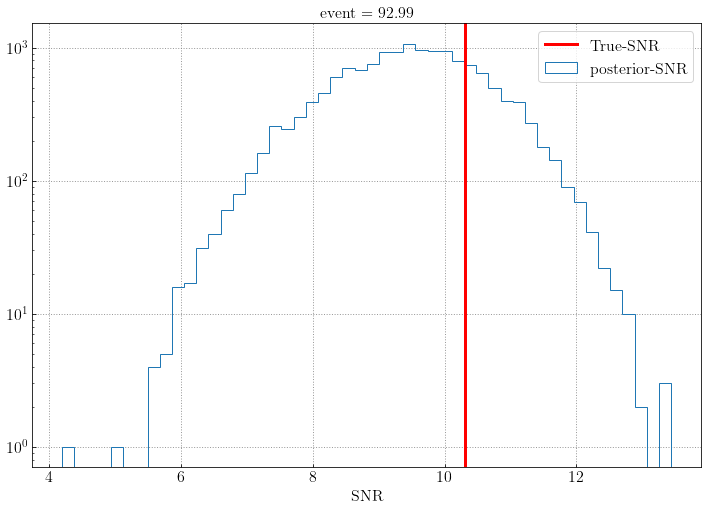 event = 92.99
10^3
10^2
10^1
10^0
True-SNR
posterior-SNR
4 6 8 10 12
SNR